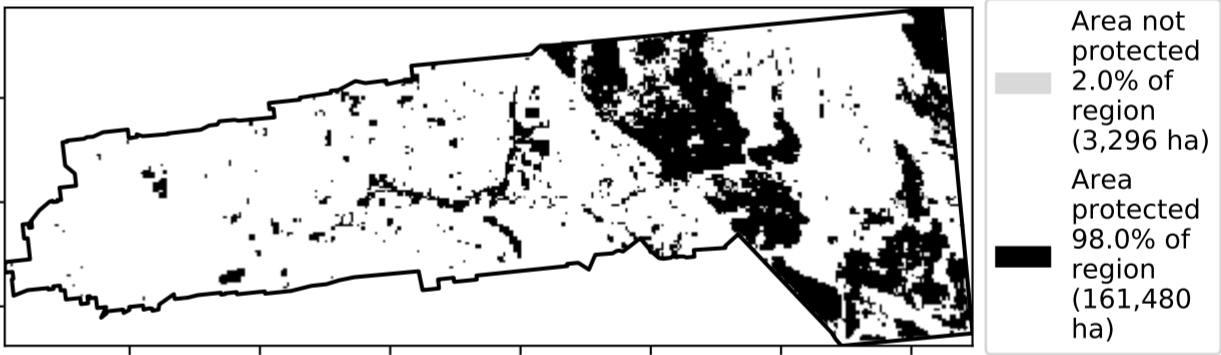 Area not
protected
2.0% of
region
(3,296 ha)
Area
protected
98.0% of
region
(161,480
ha)